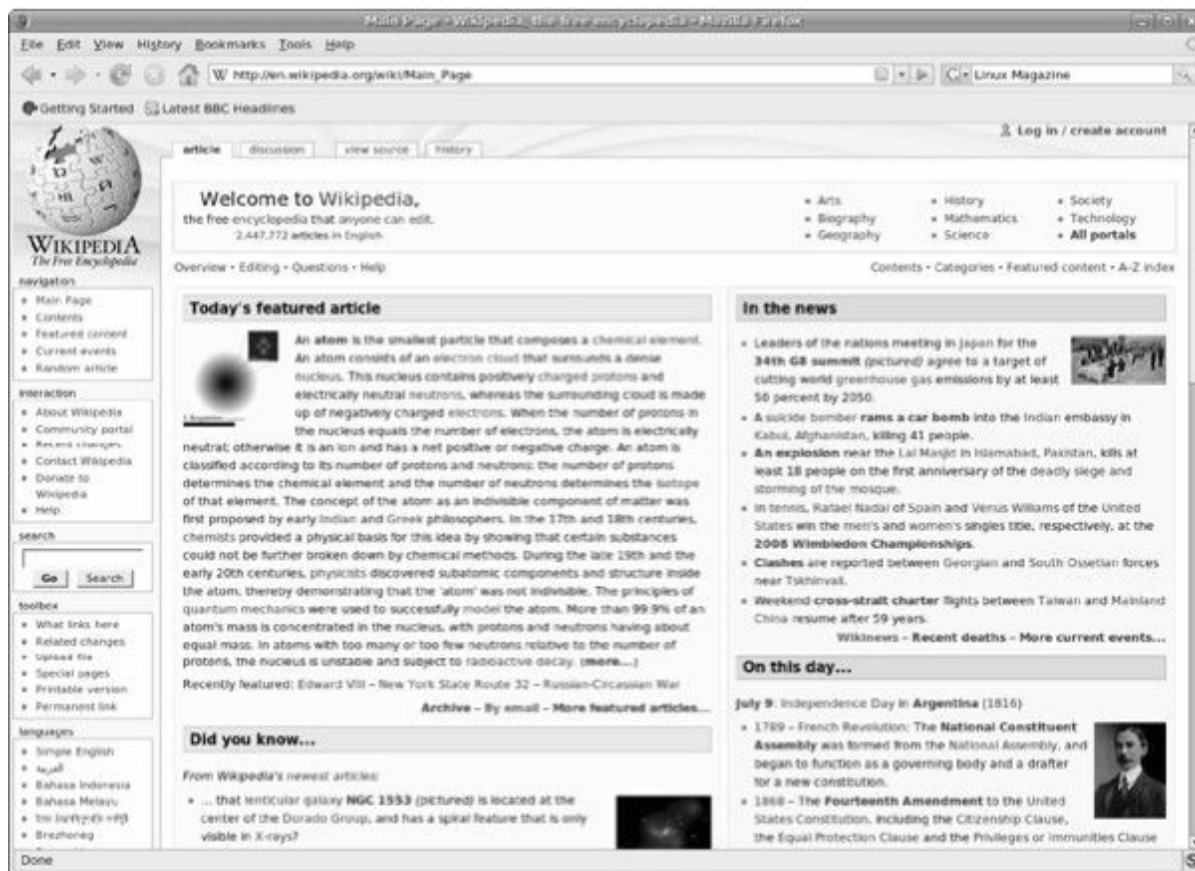 Main Page - Wikipedia, the free encyclopedia - Mozilla Firefox
File Edit View History Bookmarks Tools Help
http://en.wikipedia.org/wiki/Main_Page
Linux Magazine
Getting Started Latest BBC Headlines
Log in / create account
article discussion view source history
WIKIPEDIA
The Free Encyclopedia
navigation
Main Page
Contents
Featured content
Current events
Random article
interaction
About Wikipedia
Community portal
Recent changes
Contact Wikipedia
Donate to
Wikipedia
Help
search
Go Search
toolbox
What links here
Related changes
Upload file
Special pages
Printable version
Permanent link
languages
Simple English
العربية
Bahasa Indonesia
Bahasa Melayu
Brezhoneg
Welcome to Wikipedia,
the free encyclopedia that anyone can edit.
2,447,772 articles in English
Arts
Biography
Geography
History
Mathematics
Science
Society
Technology
All portals
Overview · Editing · Questions · Help
Contents · Categories · Featured content · A–Z index
Today's featured article
An atom is the smallest particle that composes a chemical element.
An atom consists of an electron cloud that surrounds a dense
nucleus. This nucleus contains positively charged protons and
electrically neutral neutrons, whereas the surrounding cloud is made
up of negatively charged electrons. When the number of protons in
the nucleus equals the number of electrons, the atom is electrically
neutral; otherwise it is an ion and has a net positive or negative charge. An atom is
classified according to its number of protons and neutrons: the number of protons
determines the chemical element and the number of neutrons determines the isotope
of that element. The concept of the atom as an indivisible component of matter was
first proposed by early Indian and Greek philosophers. In the 17th and 18th centuries,
chemists provided a physical basis for this idea by showing that certain substances
could not be further broken down by chemical methods. During the late 19th and the
early 20th centuries, physicists discovered subatomic components and structure inside
the atom, thereby demonstrating that the 'atom' was not indivisible. The principles of
quantum mechanics were used to successfully model the atom. More than 99.9% of an
atom's mass is concentrated in the nucleus, with protons and neutrons having about
equal mass. In atoms with too many or too few neutrons relative to the number of
protons, the nucleus is unstable and subject to radioactive decay. (more...)
Recently featured: Edward VIII – New York State Route 32 – Russian-Circassian War
Archive – By email – More featured articles...
Did you know...
From Wikipedia's newest articles:
... that lenticular galaxy NGC 1553 (pictured) is located at the
center of the Dorado Group, and has a spiral feature that is only
visible in X-rays?
In the news
Leaders of the nations meeting in Japan for the
34th G8 summit (pictured) agree to a target of
cutting world greenhouse gas emissions by at least
50 percent by 2050.
A suicide bomber rams a car bomb into the Indian embassy in
Kabul, Afghanistan, killing 41 people.
An explosion near the Lal Masjid in Islamabad, Pakistan, kills at
least 18 people on the first anniversary of the deadly siege and
storming of the mosque.
In tennis, Rafael Nadal of Spain and Venus Williams of the United
States win the men's and women's singles title, respectively, at the
2008 Wimbledon Championships.
Clashes are reported between Georgian and South Ossetian forces
near Tskhinvali.
Weekend cross-strait charter flights between Taiwan and Mainland
China resume after 59 years.
Wikinews – Recent deaths – More current events...
On this day...
July 9: Independence Day in Argentina (1816)
1789 – French Revolution: The National Constituent
Assembly was formed from the National Assembly, and
began to function as a governing body and a drafter
for a new constitution.
1868 – The Fourteenth Amendment to the United
States Constitution, including the Citizenship Clause,
the Equal Protection Clause and the Privileges or Immunities Clause
Done